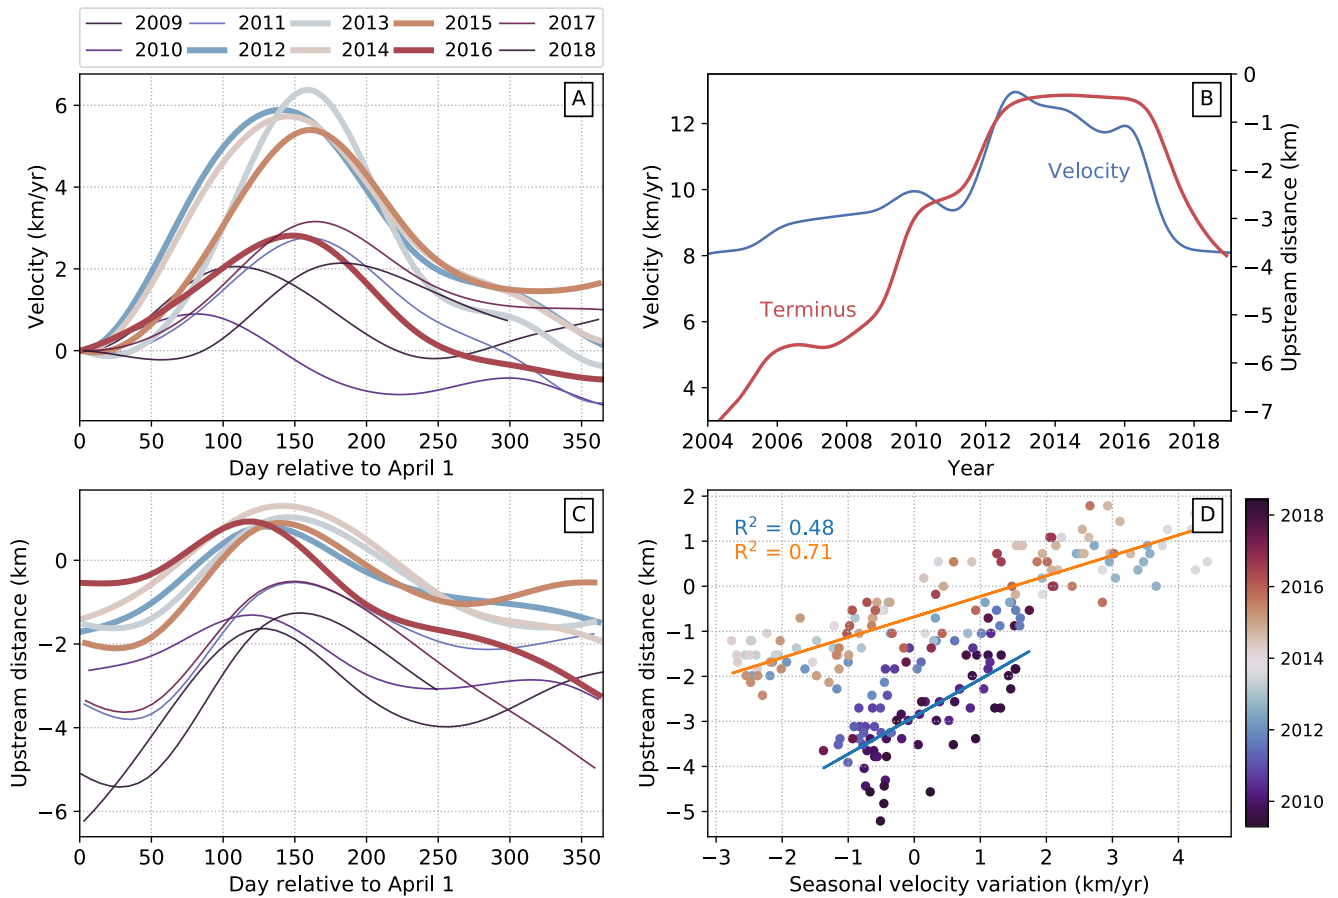 2009 2011 2013 2015 2017
2010 2012 2014 2016 2018
A
6
4
2
0
Velocity (km/yr)
0 50 100 150 200 250 300 350
Day relative to April 1
B
12
10
8
6
4
Velocity (km/yr)
Velocity
Terminus
0
−1
−2
−3
−4
−5
−6
−7
Upstream distance (km)
2004 2006 2008 2010 2012 2014 2016 2018
Year
C
0
−2
−4
−6
Upstream distance (km)
0 50 100 150 200 250 300 350
Day relative to April 1
D
R² = 0.48
R² = 0.71
2
1
0
−1
−2
−3
−4
−5
Upstream distance (km)
−3 −2 −1 0 1 2 3 4
Seasonal velocity variation (km/yr)
2018
2016
2014
2012
2010